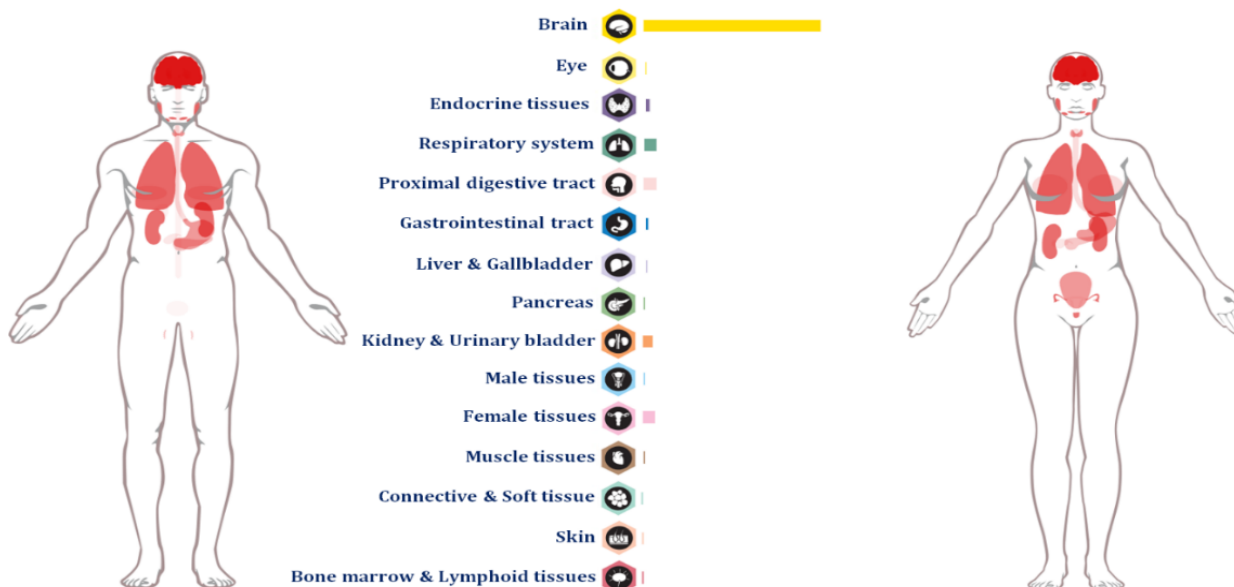 Brain
Eye
Endocrine tissues
Respiratory system
Proximal digestive tract
Gastrointestinal tract
Liver & Gallbladder
Pancreas
Kidney & Urinary bladder
Male tissues
Female tissues
Muscle tissues
Connective & Soft tissue
Skin
Bone marrow & Lymphoid tissues